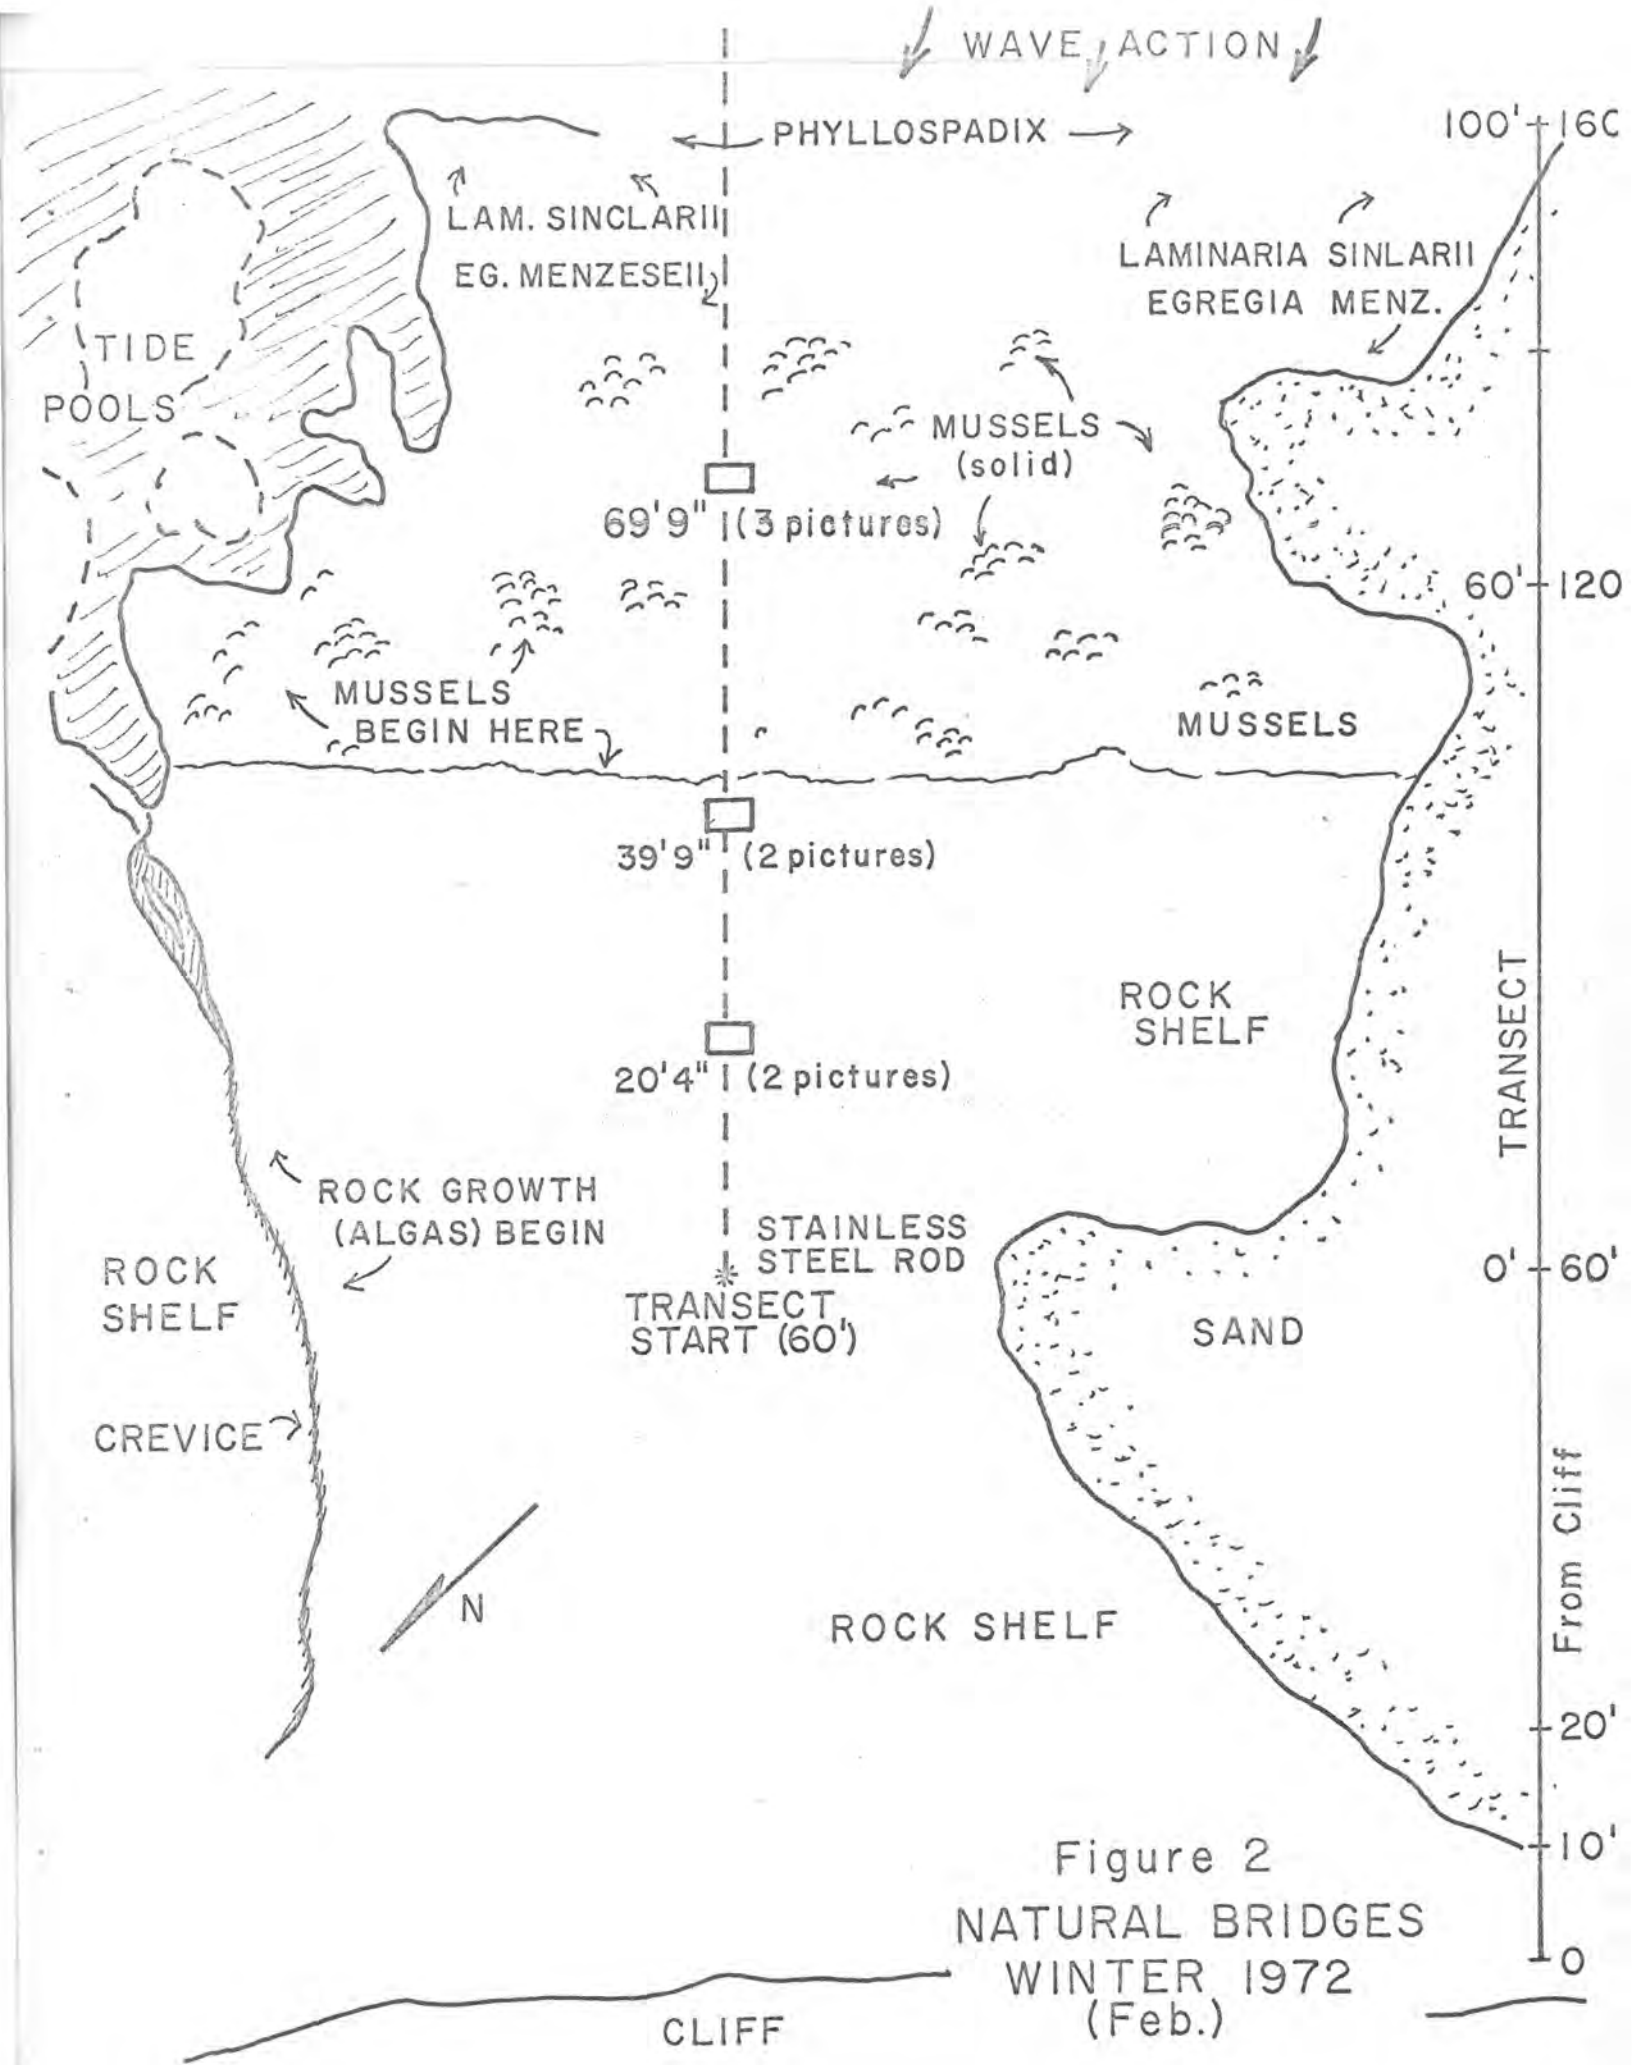 WAVE ACTION
PHYLLOSPADIX
100' 160
LAM. SINCLARII
EG. MENZESEII
LAMINARIA SINLARII
EGREGIA MENZ.
TIDE
POOLS
MUSSELS
(solid)
69'9" (3 pictures)
60' 120
MUSSELS
BEGIN HERE
MUSSELS
39'9" (2 pictures)
ROCK
SHELF
TRANSECT
20'4" (2 pictures)
ROCK GROWTH
(ALGAS) BEGIN
STAINLESS
STEEL ROD
ROCK
SHELF
0' 60'
TRANSECT
START (60')
SAND
CREVICE
From Cliff
N
ROCK SHELF
20'
10'
Figure 2
NATURAL BRIDGES
WINTER 1972
(Feb.)
0
CLIFF